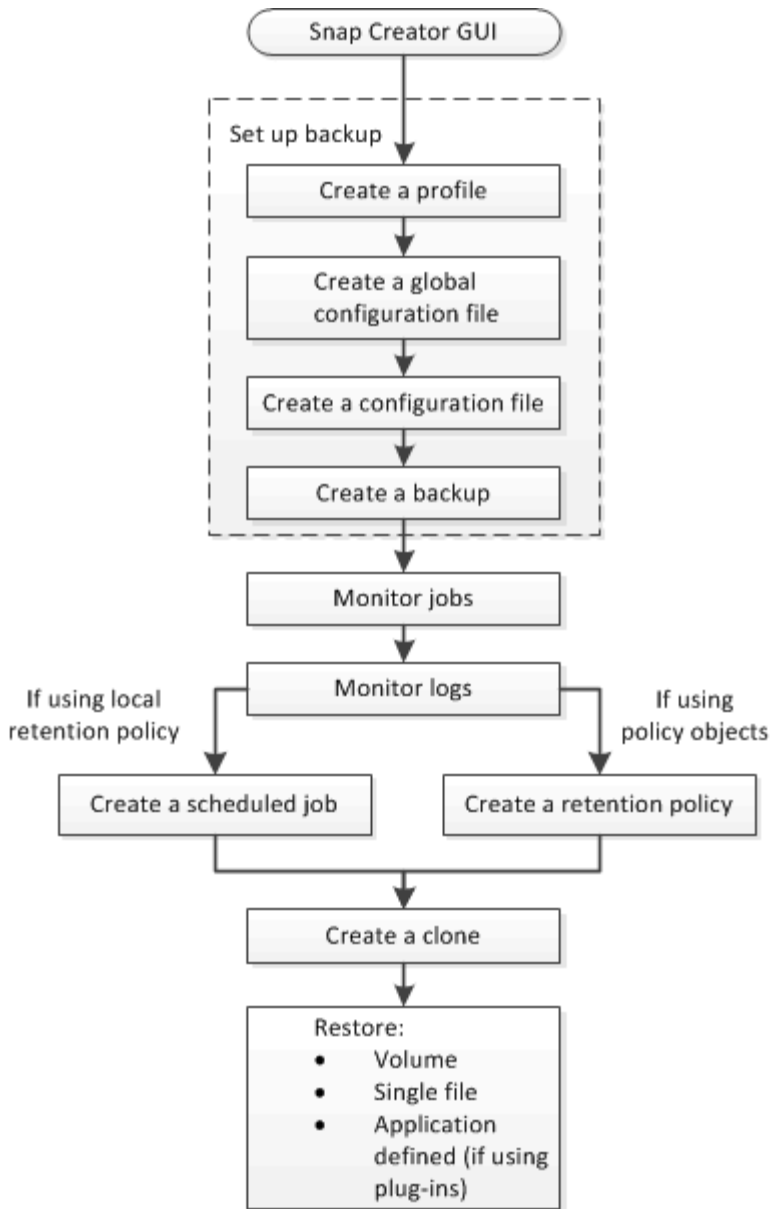 Snap Creator GUI
Set up backup
Create a profile
Create a global
configuration file
Create a configuration file
Create a backup
Monitor jobs
Monitor logs
If using local
retention policy
If using
policy objects
Create a scheduled job
Create a retention policy
Create a clone
Restore:
• Volume
• Single file
• Application
defined (if using
plug-ins)